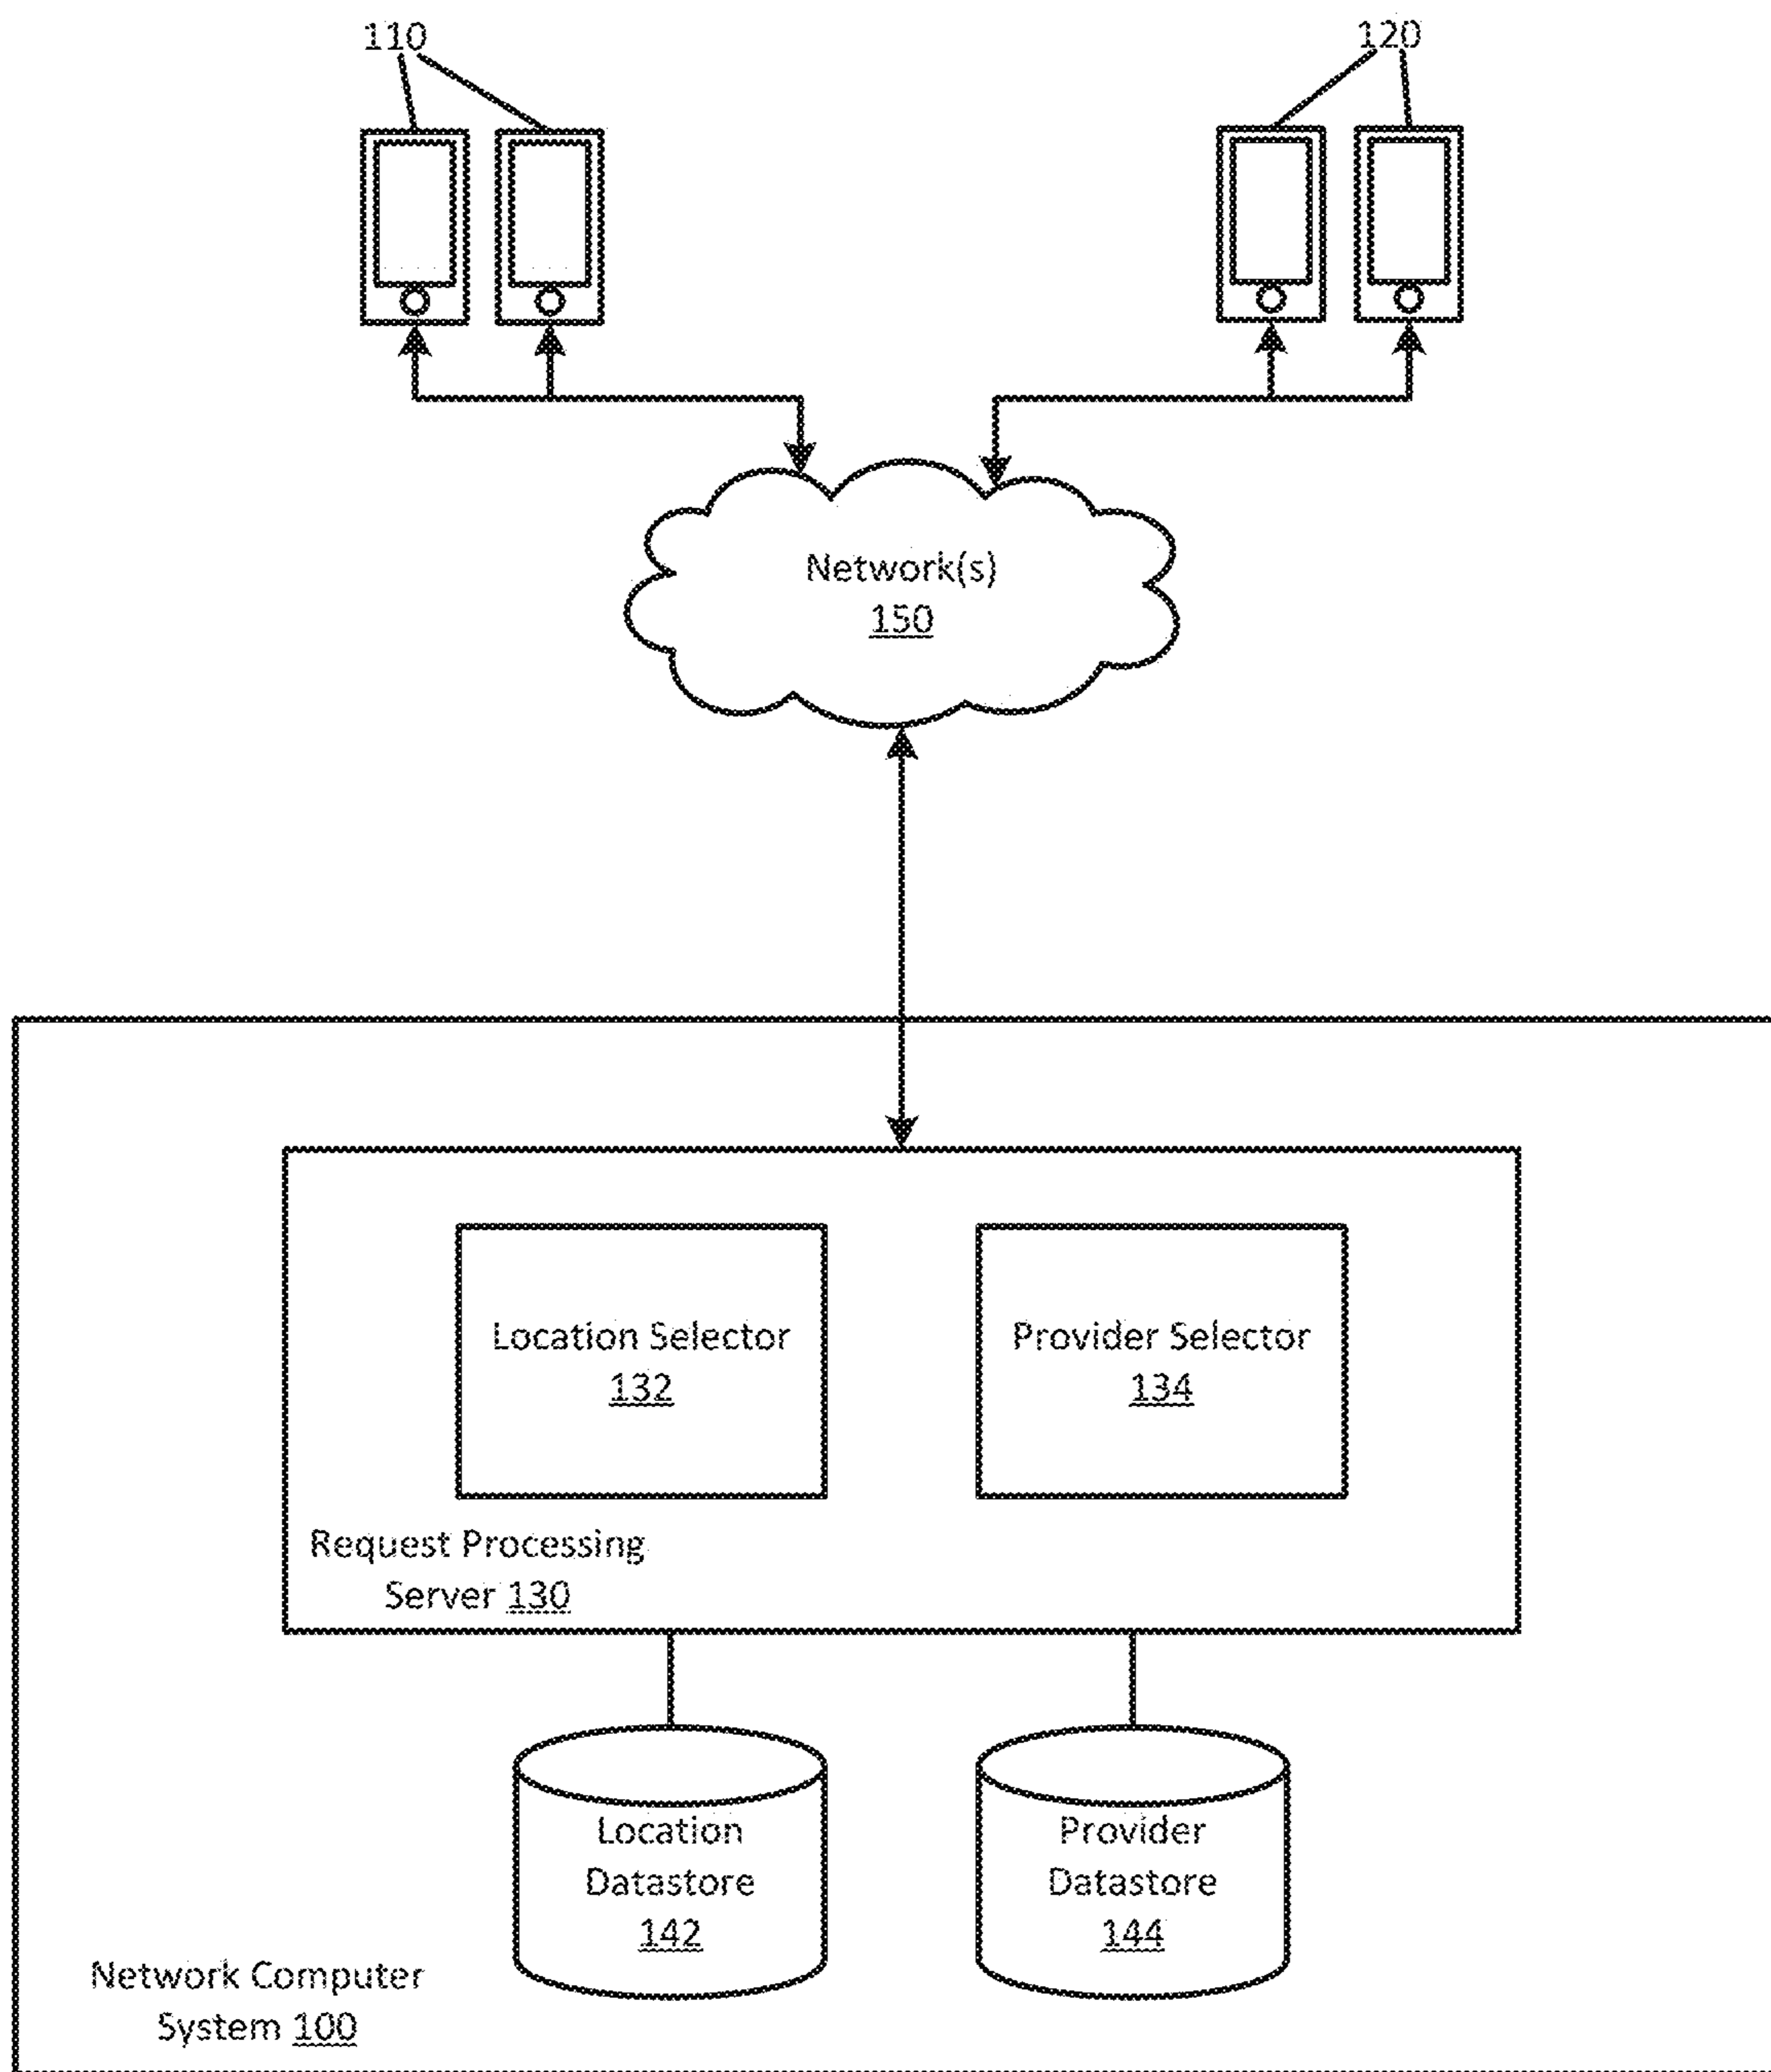 110
120
Network(s)
150
Location Selector
132
Provider Selector
134
Request Processing
Server 130
Location
Datastore
142
Provider
Datastore
144
Network Computer
System 100